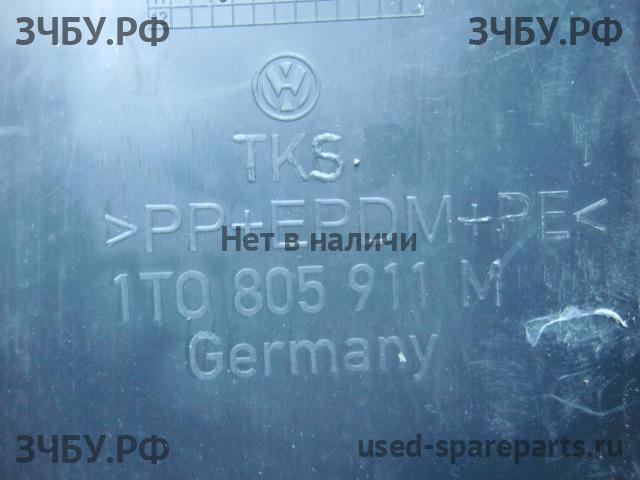 ЗЧБУ.РФ ЗЧБУ.РФ
TKS.
>PP+EPDM+PE<
Нет в наличи
1T0 805 911 M
Germany
ЗЧБУ.РФ used-spareparts.ru